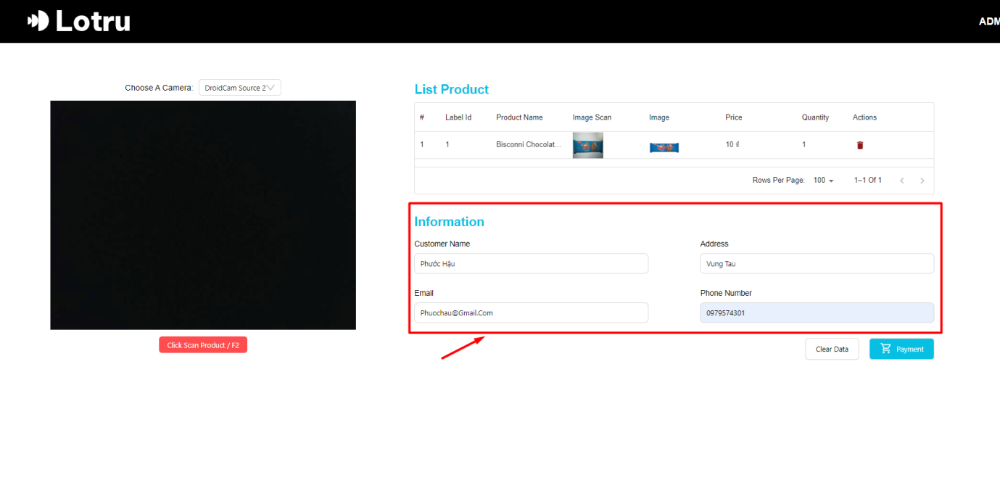 Lotru
ADM
Choose A Camera: DroidCam Source 2
Click Scan Product / F2
List Product
# Label Id Product Name Image Scan Image Price Quantity Actions
1 1 Bisconni Chocolat... 10 ₫ 1
Rows Per Page: 100 1–1 Of 1
Information
Customer Name Address
Phước Hậu Vung Tau
Email Phone Number
Phuochau@Gmail.Com 0979574301
Clear Data Payment